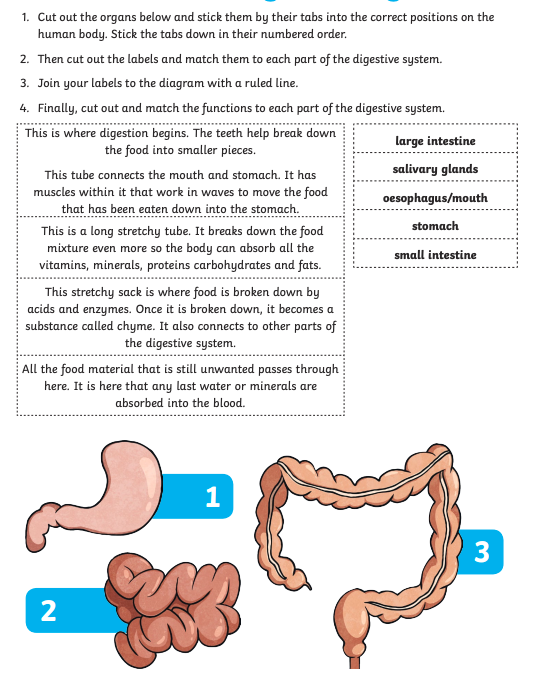 1. Cut out the organs below and stick them by their tabs into the correct positions on the
human body. Stick the tabs down in their numbered order.
2. Then cut out the labels and match them to each part of the digestive system.
3. Join your labels to the diagram with a ruled line.
4. Finally, cut out and match the functions to each part of the digestive system.
This is where digestion begins. The teeth help break down
the food into smaller pieces.
This tube connects the mouth and stomach. It has
muscles within it that work in waves to move the food
that has been eaten down into the stomach.
This is a long stretchy tube. It breaks down the food
mixture even more so the body can absorb all the
vitamins, minerals, proteins carbohydrates and fats.
This stretchy sack is where food is broken down by
acids and enzymes. Once it is broken down, it becomes a
substance called chyme. It also connects to other parts of
the digestive system.
All the food material that is still unwanted passes through
here. It is here that any last water or minerals are
absorbed into the blood.
large intestine
salivary glands
oesophagus/mouth
stomach
small intestine
1
2
3